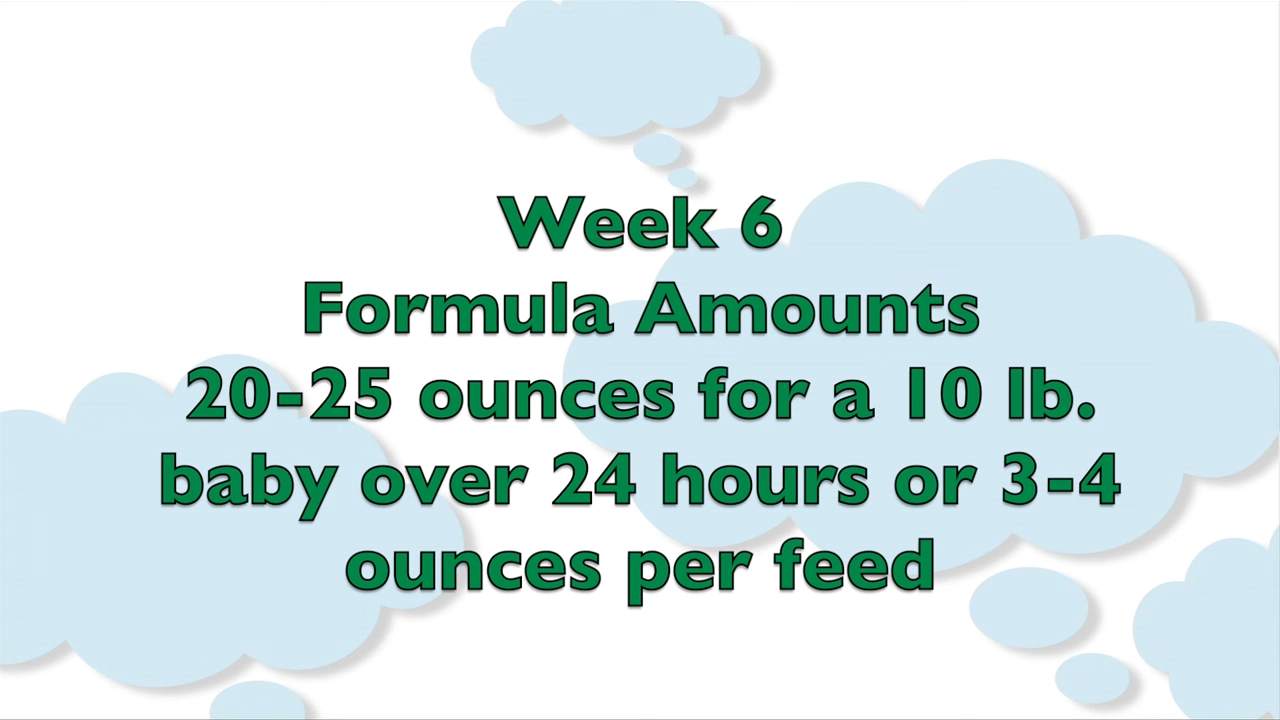 Week 6
Formula Amounts
20-25 ounces for a 10 lb.
baby over 24 hours or 3-4
ounces per feed